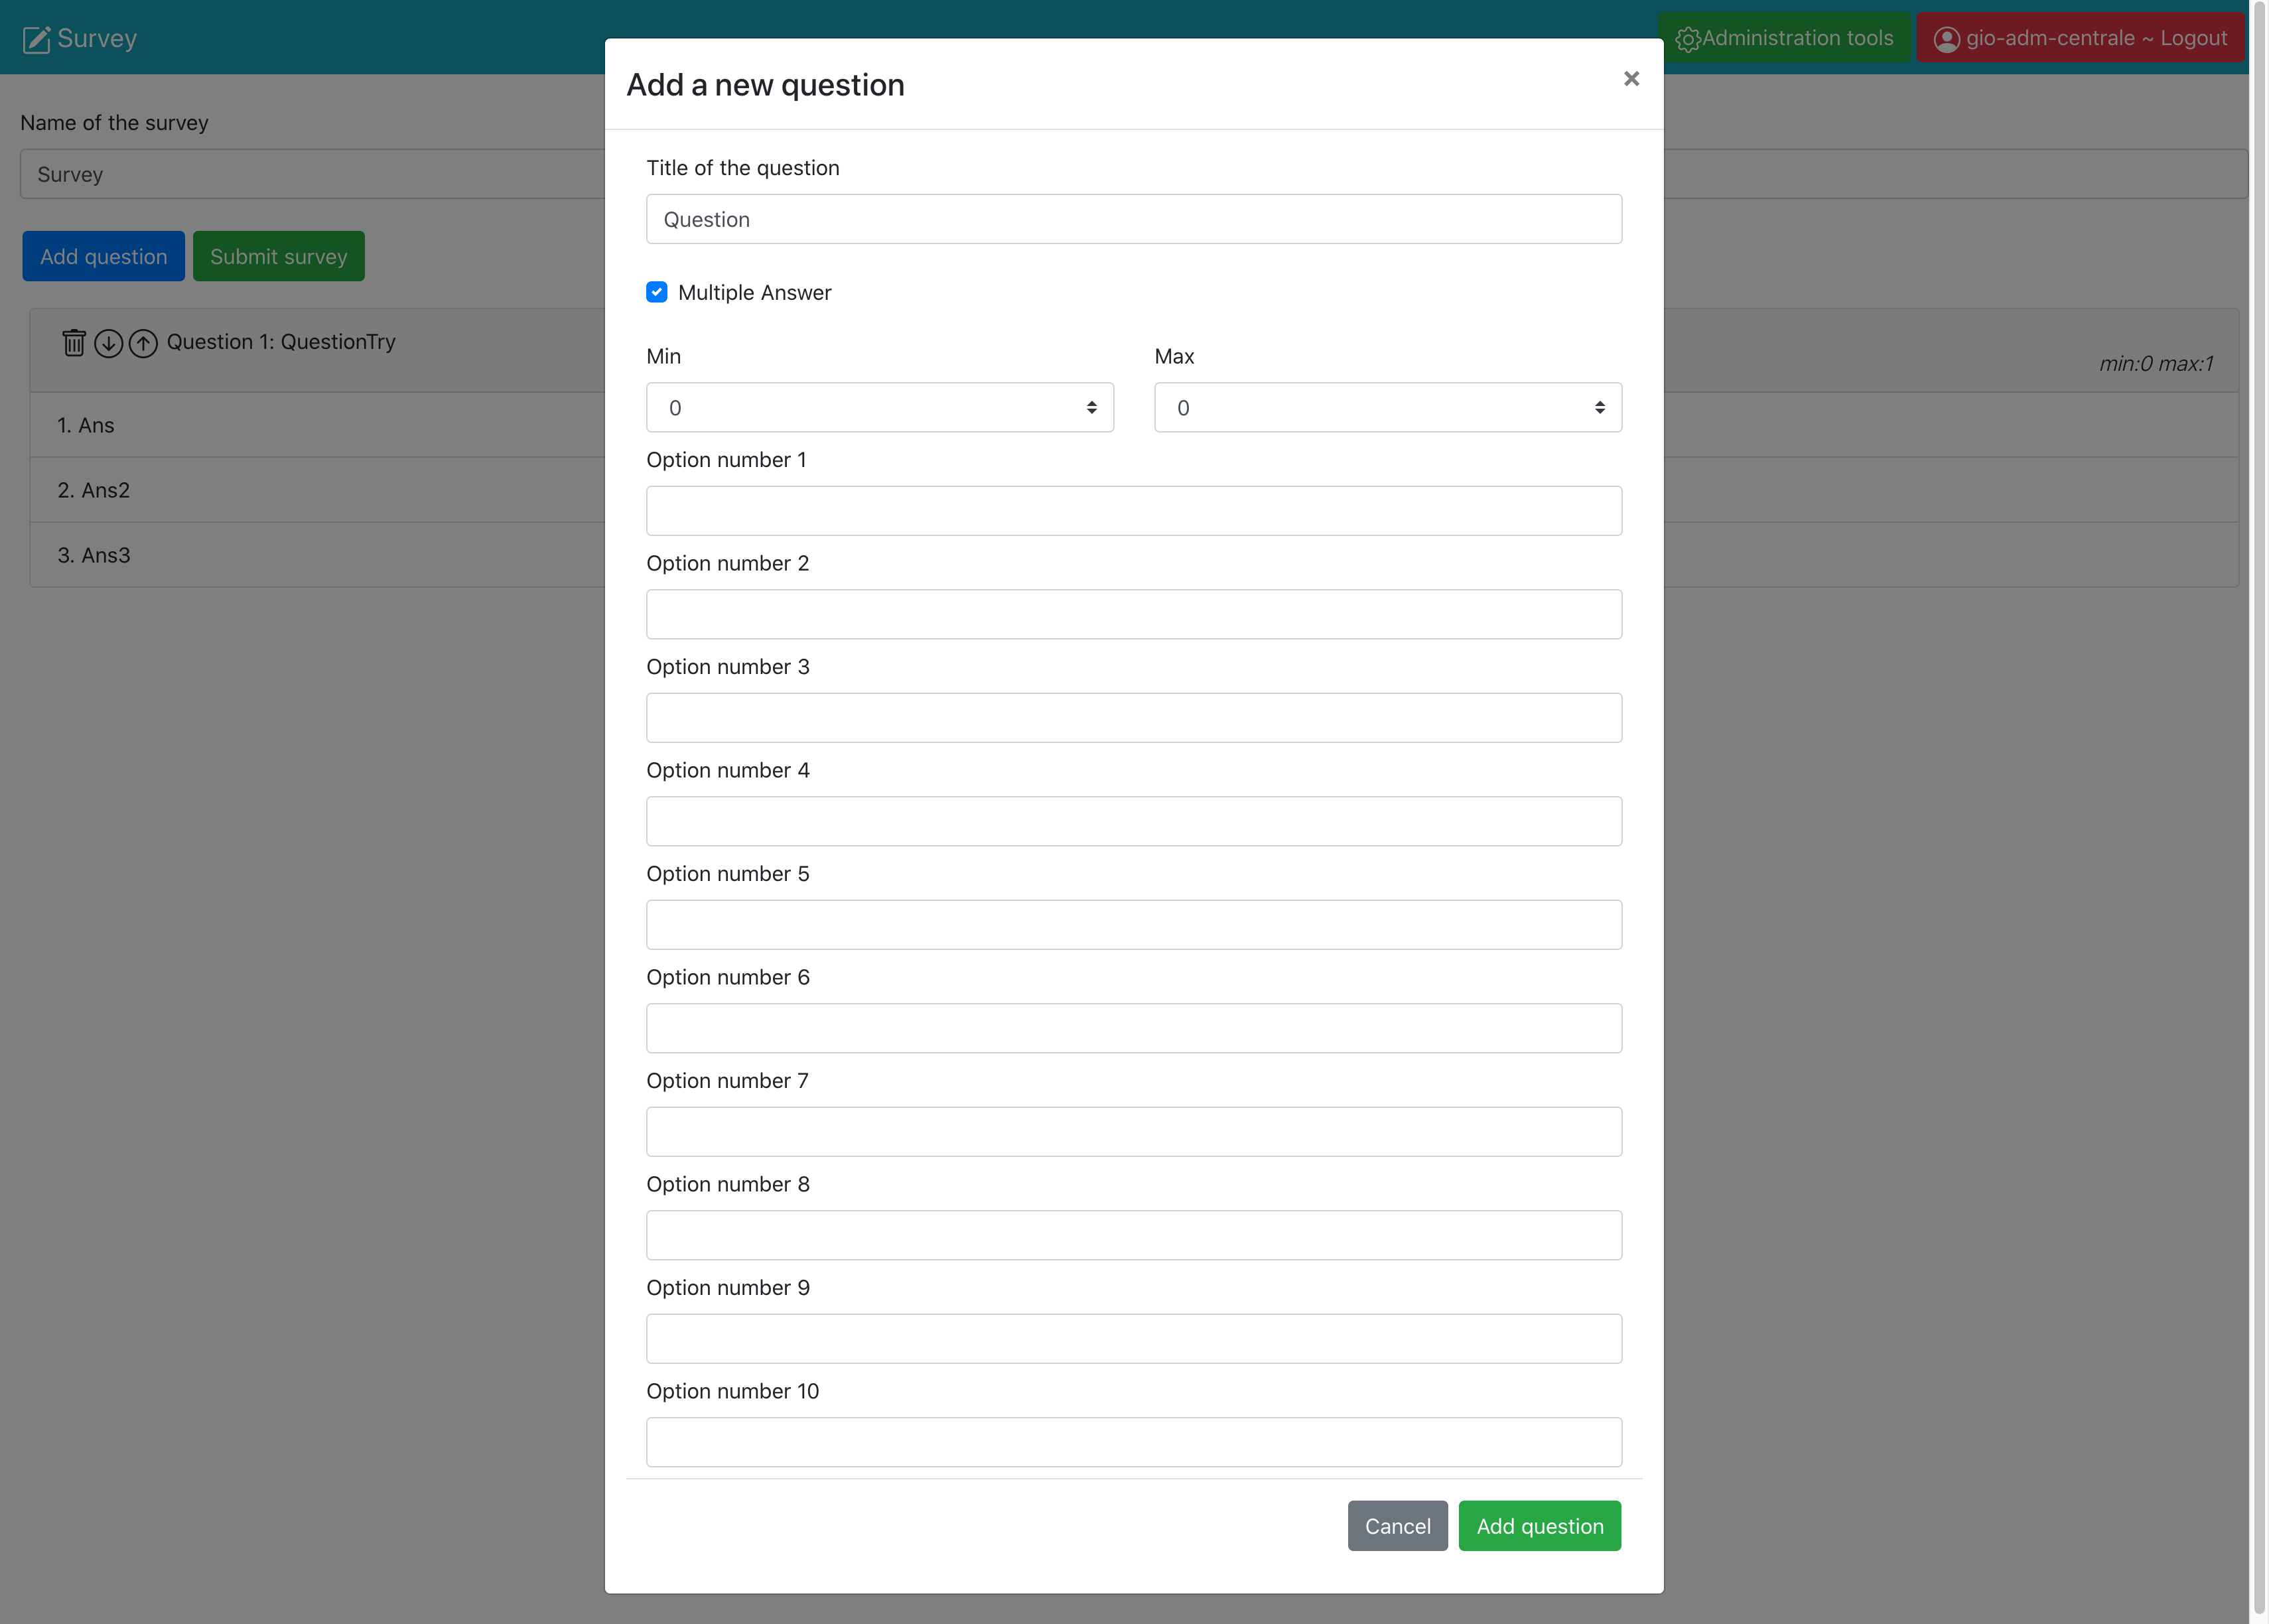 Survey
Administration tools
gio-adm-centrale ~ Logout
Name of the survey
Survey
Add question
Submit survey
Question 1: QuestionTry
min:0 max:1
1. Ans
2. Ans2
3. Ans3
Add a new question
×
Title of the question
Question
Multiple Answer
Min
Max
0
0
Option number 1
Option number 2
Option number 3
Option number 4
Option number 5
Option number 6
Option number 7
Option number 8
Option number 9
Option number 10
Cancel
Add question